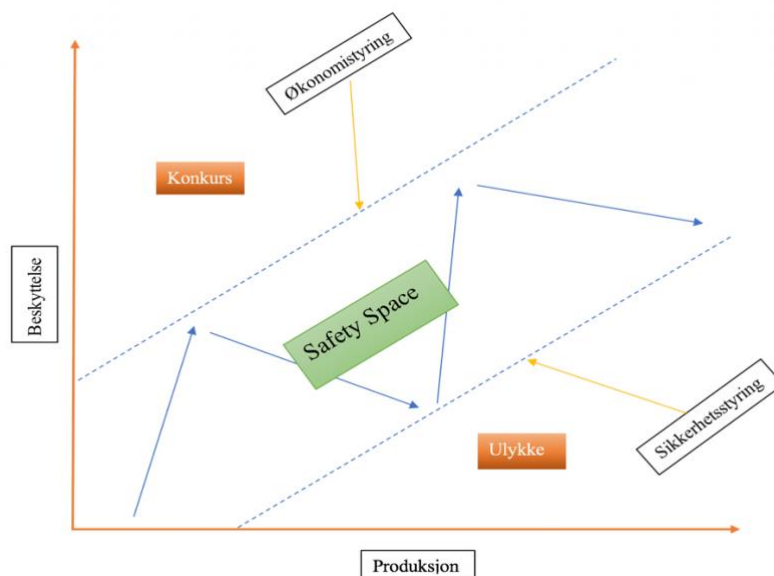 Økonomistyring
Konkurs
Beskyttelse
Safety Space
Sikkerhetsstyring
Ulykke
Produksjon